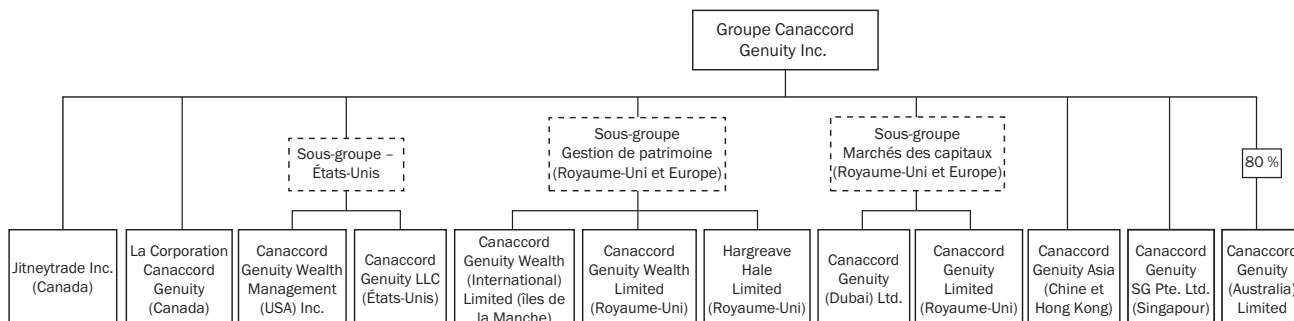 Groupe Canaccord
Genuity Inc.
Sous-groupe –
États-Unis
Sous-groupe
Gestion de patrimoine
(Royaume-Uni et Europe)
Sous-groupe
Marchés des capitaux
(Royaume-Uni et Europe)
80 %
Jitneytrade Inc.
(Canada)
La Corporation
Canaccord
Genuity
(Canada)
Canaccord
Genuity Wealth
Management
(USA) Inc.
Canaccord
Genuity LLC
(États-Unis)
Canaccord
Genuity Wealth
(International)
Limited (îles de
la Manche)
Canaccord
Genuity Wealth
Limited
(Royaume-Uni)
Hargreave
Hale
Limited
(Royaume-Uni)
Canaccord
Genuity
(Dubai) Ltd.
Canaccord
Genuity
Limited
(Royaume-Uni)
Canaccord
Genuity Asia
(Chine et
Hong Kong)
Canaccord
Genuity
SG Pte. Ltd.
(Singapour)
Canaccord
Genuity
(Australia)
Limited